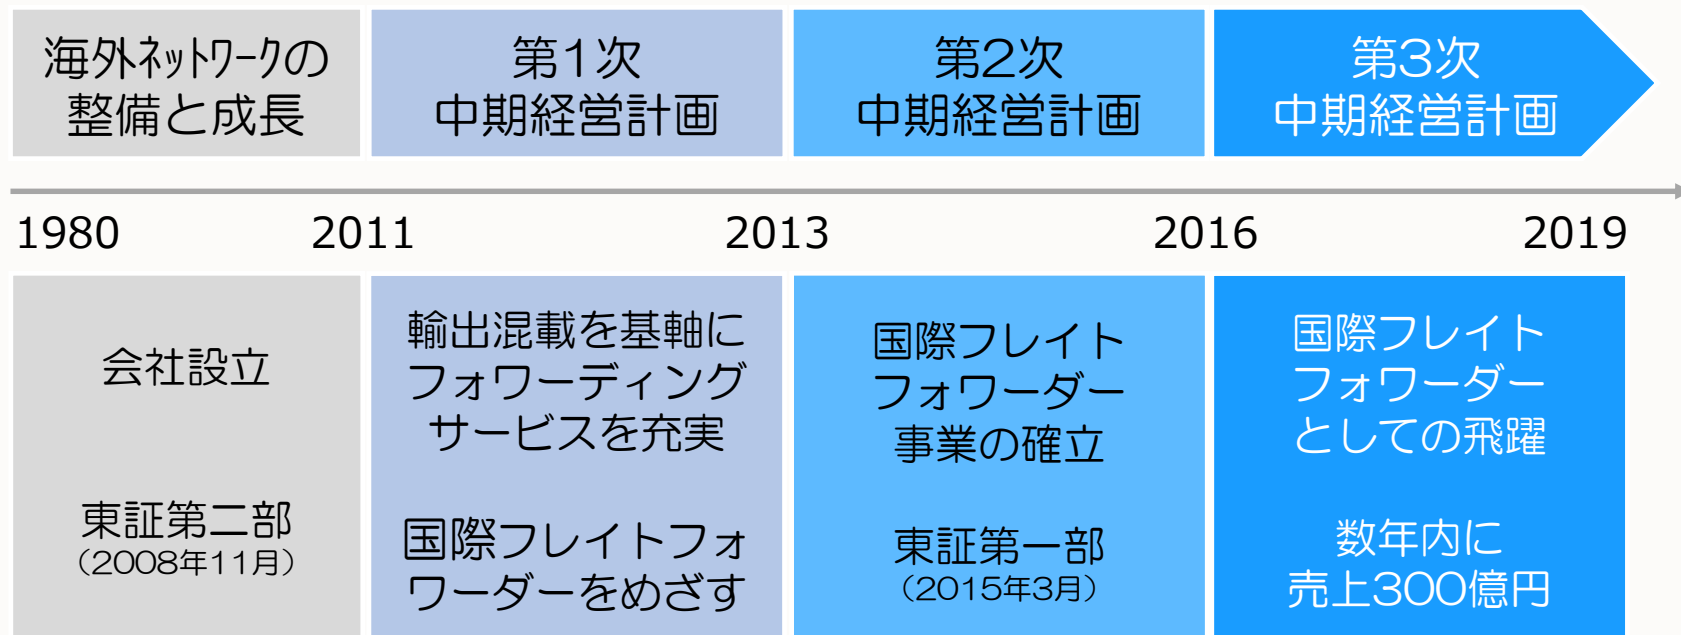 海外ﾈｯﾄﾜｰｸの
整備と成長
第1次
中期経営計画
第2次
中期経営計画
第3次
中期経営計画
1980
2011
2013
2016
2019
会社設立
東証第二部
（2008年11月）
輸出混載を基軸に
フォワーディング
サービスを充実
国際フレイトフォ
ワーダーをめざす
国際フレイト
フォワーダー
事業の確立
東証第一部
（2015年3月）
国際フレイト
フォワーダー
としての飛躍
数年内に
売上300億円